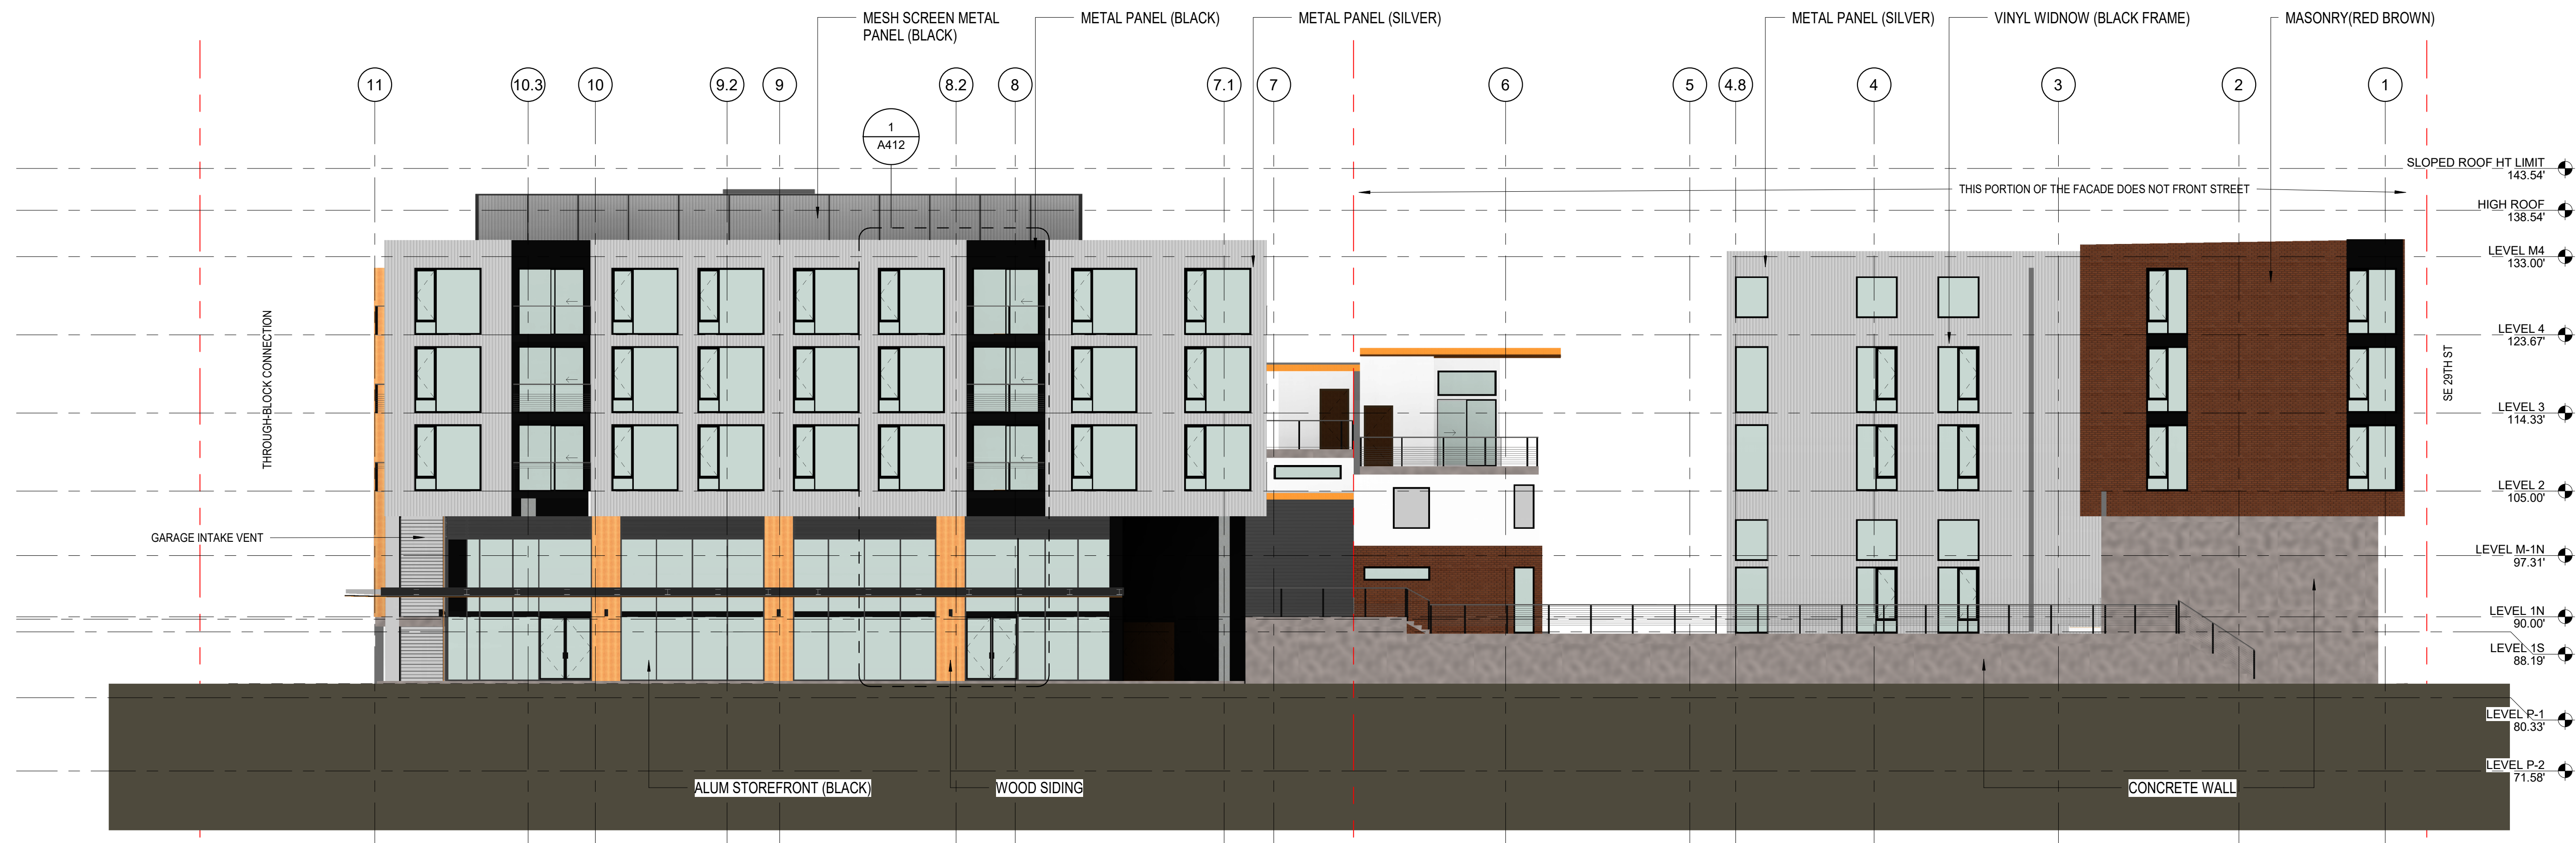 MESH SCREEN METAL
PANEL (BLACK)
METAL PANEL (BLACK)
METAL PANEL (SILVER)
METAL PANEL (SILVER)
VINYL WIDNOW (BLACK FRAME)
MASONRY(RED BROWN)
11
10.3
10
9.2
9
8.2
8
7.1
7
6
5
4.8
4
3
2
1
1
A412
SLOPED ROOF HT LIMIT
143.54'
THIS PORTION OF THE FACADE DOES NOT FRONT STREET
HIGH ROOF
138.54'
LEVEL M4
133.00'
LEVEL 4
123.67'
THROUGH-BLOCK CONNECTION
SE 29TH ST
LEVEL 3
114.33'
LEVEL 2
105.00'
GARAGE INTAKE VENT
LEVEL M-1N
97.31'
LEVEL 1N
90.00'
LEVEL 1S
88.19'
LEVEL P-1
80.33'
LEVEL P-2
71.58'
ALUM STOREFRONT (BLACK)
WOOD SIDING
CONCRETE WALL